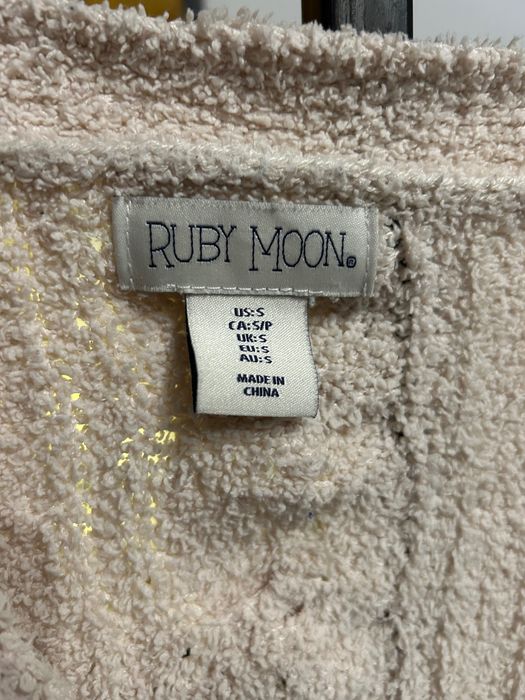 RUBY MOON®
US:S
CA:S/P
UK:S
EU:S
AU:S
MADE IN
CHINA